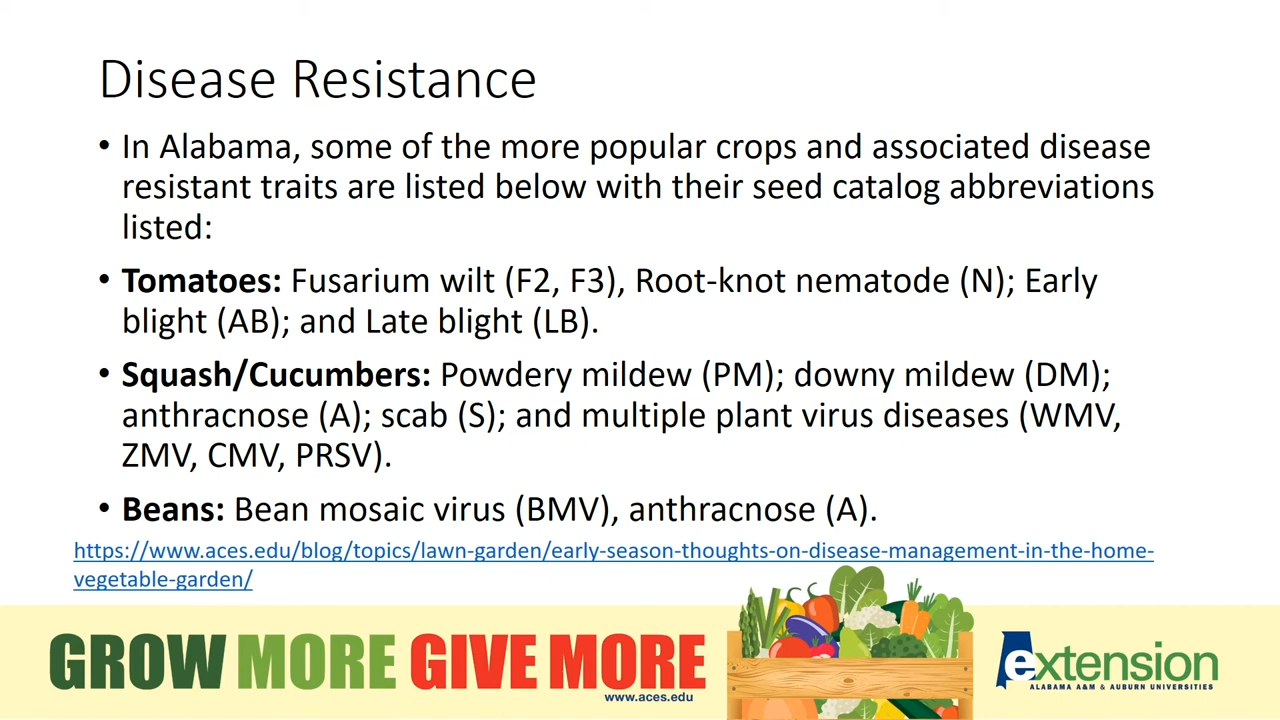 Disease Resistance
• In Alabama, some of the more popular crops and associated disease
resistant traits are listed below with their seed catalog abbreviations
listed:
• Tomatoes: Fusarium wilt (F2, F3), Root-knot nematode (N); Early
blight (AB); and Late blight (LB).
• Squash/Cucumbers: Powdery mildew (PM); downy mildew (DM);
anthracnose (A); scab (S); and multiple plant virus diseases (WMV,
ZMV, CMV, PRSV).
• Beans: Bean mosaic virus (BMV), anthracnose (A).
https://www.aces.edu/blog/topics/lawn-garden/early-season-thoughts-on-disease-management-in-the-home-
vegetable-garden/
GROW MORE GIVE MORE
www.aces.edu
extension
ALABAMA A&M & AUBURN UNIVERSITIES